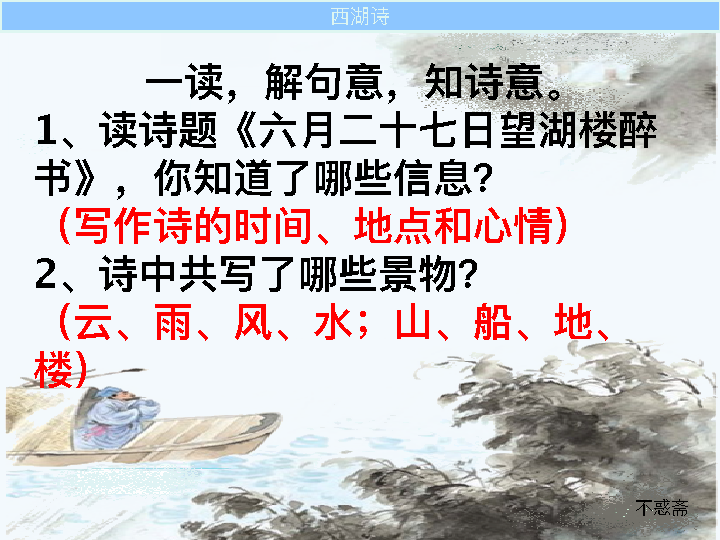 西湖诗
一读，解句意，知诗意。
1、读诗题《六月二十七日望湖楼醉
书》，你知道了哪些信息?
（写作诗的时间、地点和心情）
2、诗中共写了哪些景物?
（云、雨、风、水；山、船、地、
楼）
不惑斋